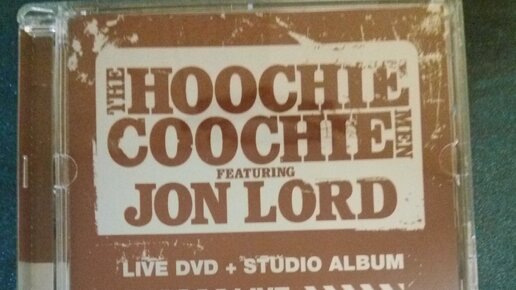 THE HOOCHIE
COOCHIE MEN
FEATURING
JON LORD
LIVE DVD + STUDIO ALBUM